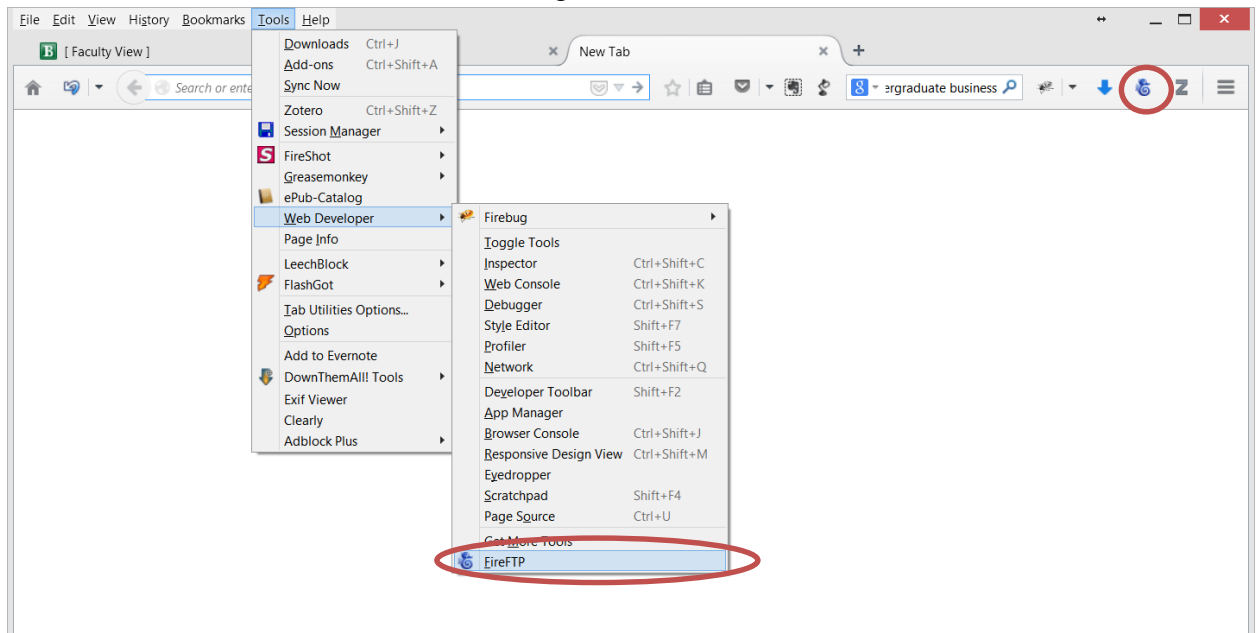 File Edit View History Bookmarks Tools Help
[ Faculty View ]
New Tab
Search or ente
8 ergraduate business
Z
Downloads Ctrl+J
Add-ons Ctrl+Shift+A
Sync Now
Zotero Ctrl+Shift+Z
Session Manager
S FireShot
Greasemonkey
ePub-Catalog
Web Developer
Page Info
LeechBlock
FlashGot
Tab Utilities Options...
Options
Add to Evernote
DownThemAll! Tools
Exif Viewer
Clearly
Adblock Plus
Firebug
Toggle Tools
Inspector Ctrl+Shift+C
Web Console Ctrl+Shift+K
Debugger Ctrl+Shift+S
Style Editor Shift+F7
Profiler Shift+F5
Network Ctrl+Shift+Q
Developer Toolbar Shift+F2
App Manager
Browser Console Ctrl+Shift+J
Responsive Design View Ctrl+Shift+M
Eyedropper
Scratchpad Shift+F4
Page Source Ctrl+U
Get More Tools
FireFTP